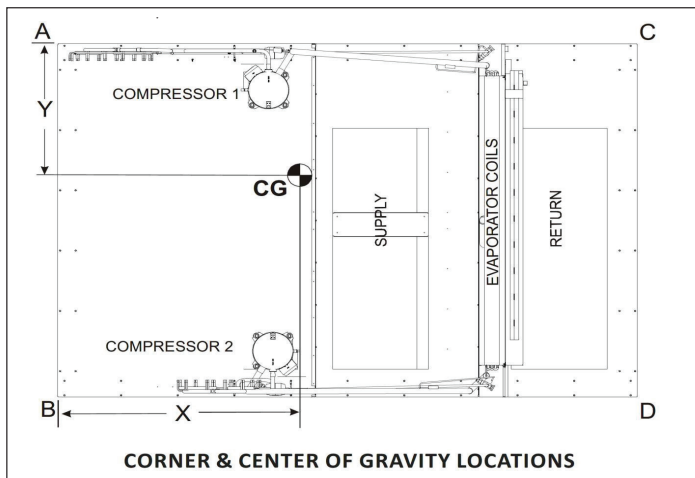 A
C
Y
COMPRESSOR 1
CG
SUPPLY
EVAPORATOR COILS
RETURN
COMPRESSOR 2
B
X
D
CORNER & CENTER OF GRAVITY LOCATIONS